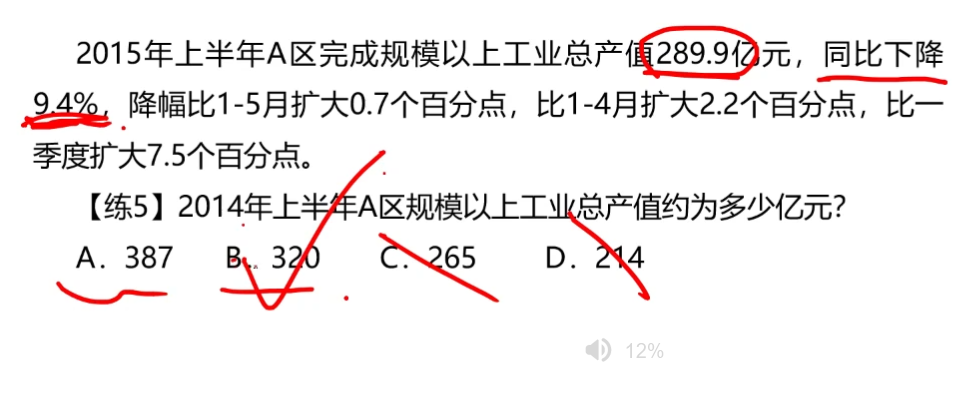 2015年上半年A区完成规模以上工业总产值289.9亿元，同比下降
9.4%，降幅比1-5月扩大0.7个百分点，比1-4月扩大2.2个百分点，比一
季度扩大7.5个百分点。
【练5】2014年上半年A区规模以上工业总产值约为多少亿元？
A．387 B．320 C．265 D．214
12%